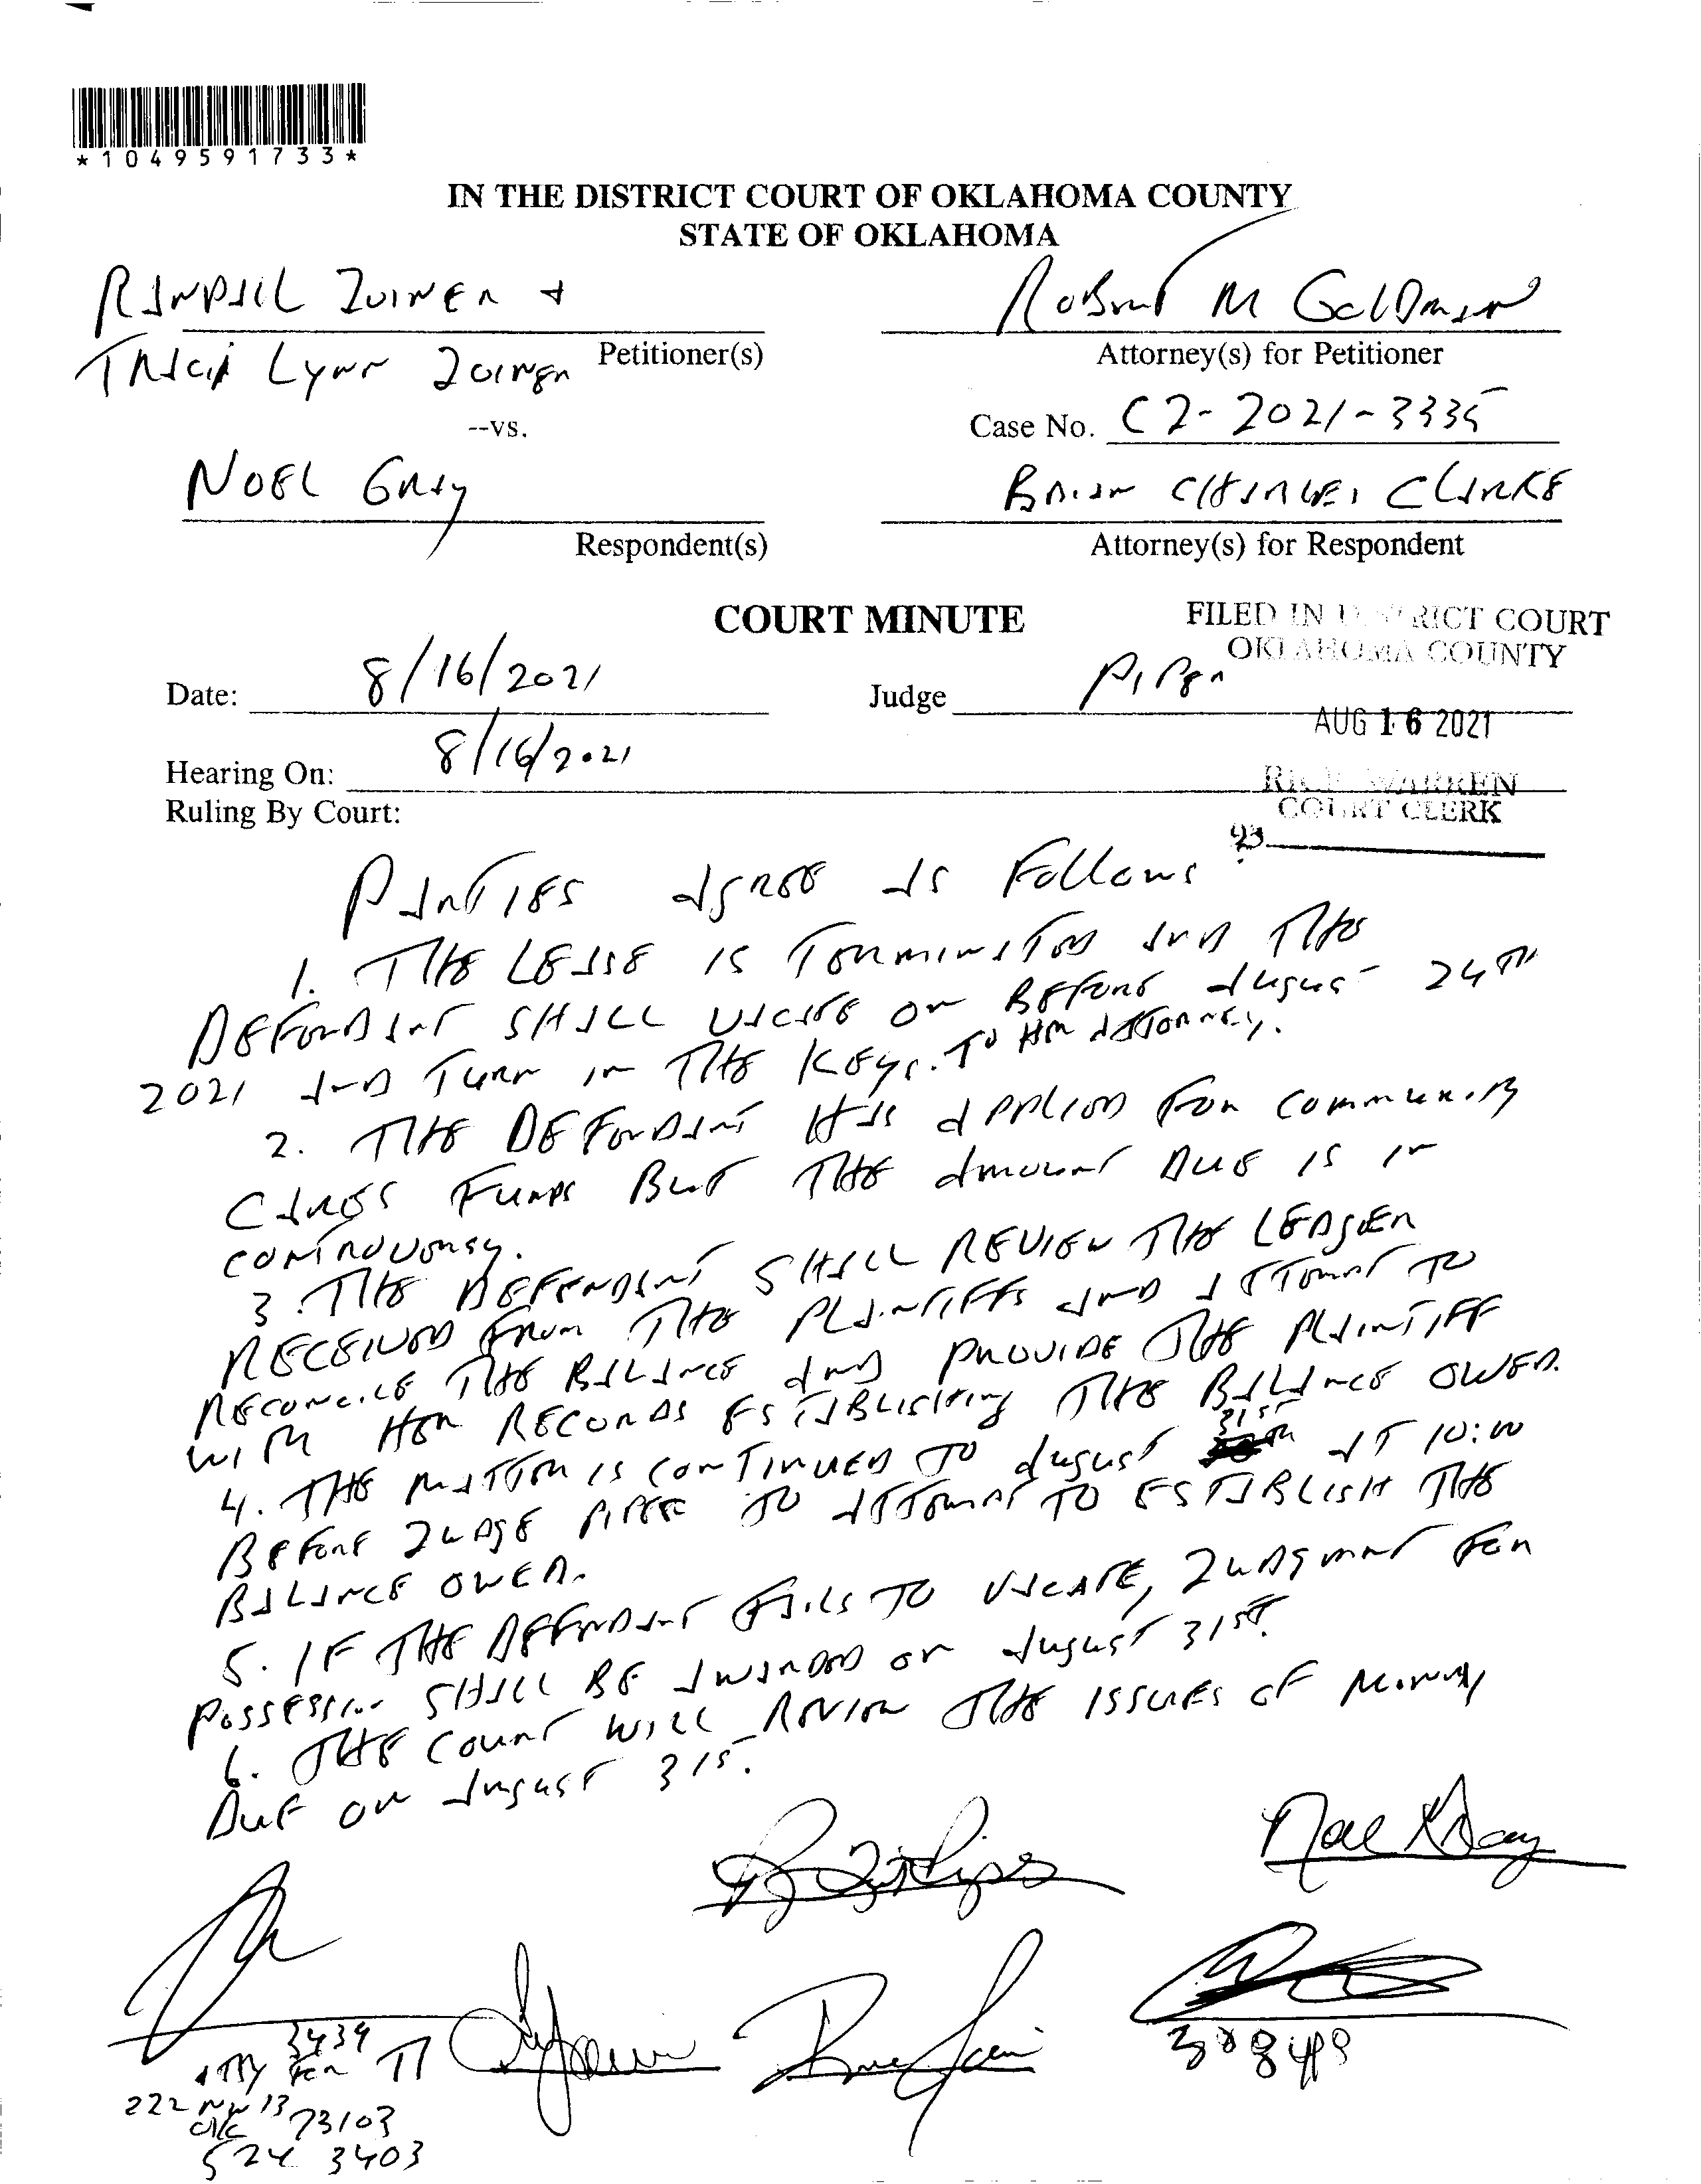 *1049591733*
IN THE DISTRICT COURT OF OKLAHOMA COUNTY
STATE OF OKLAHOMA
RANDALL JOINER +
TRICIA LYNN JOINER
Petitioner(s)
ROBERT M GOLDMAN
Attorney(s) for Petitioner
--vs.
Case No. CJ-2021-3335
NOEL GRAY
Respondent(s)
BRIAN CHARLES CLARKE
Attorney(s) for Respondent
COURT MINUTE
FILED IN DISTRICT COURT
OKLAHOMA COUNTY
Date: 8/16/2021
Judge PIPER
AUG 16 2021
Hearing On: 8/16/2021
RICK WARREN
COURT CLERK
Ruling By Court:
93
PARTIES AGREE AS FOLLOWS
1. THE LEASE IS TERMINATED AND THE
DEFENDANT SHALL VACATE ON BEFORE AUGUST 24TH
2021 AND TURN IN THE KEYS. TO HER ATTORNEY.
2. THE DEFENDANT HAS APPLIED FOR COMMUNITY
CARES FUNDS BUT THE AMOUNT DUE IS IN
CONTROVERSY.
3. THE DEFENDANT SHALL REVIEW THE LEDGER
RECEIVED FROM THE PLAINTIFFS AND ATTEMPT TO
RECONCILE THE BALANCE AND PROVIDE THE PLAINTIFF
WITH HER RECORDS ESTABLISHING THE BALANCE OWED.
4. THE MATTER IS CONTINUED TO AUGUST 31ST AT 10:00
BEFORE JUDGE PIPER TO ATTEMPT TO ESTABLISH THE
BALANCE OWED.
5. IF THE DEFENDANT FAILS TO VACATE, JUDGMENT FOR
POSSESSION SHALL BE AWARDED ON AUGUST 31ST.
6. THE COURT WILL REVIEW THE ISSUES OF MONEY
DUE ON AUGUST 31ST.
Noel Gray
3439
ATTY FOR π
222 NW 13
OKC 73103
524 3403